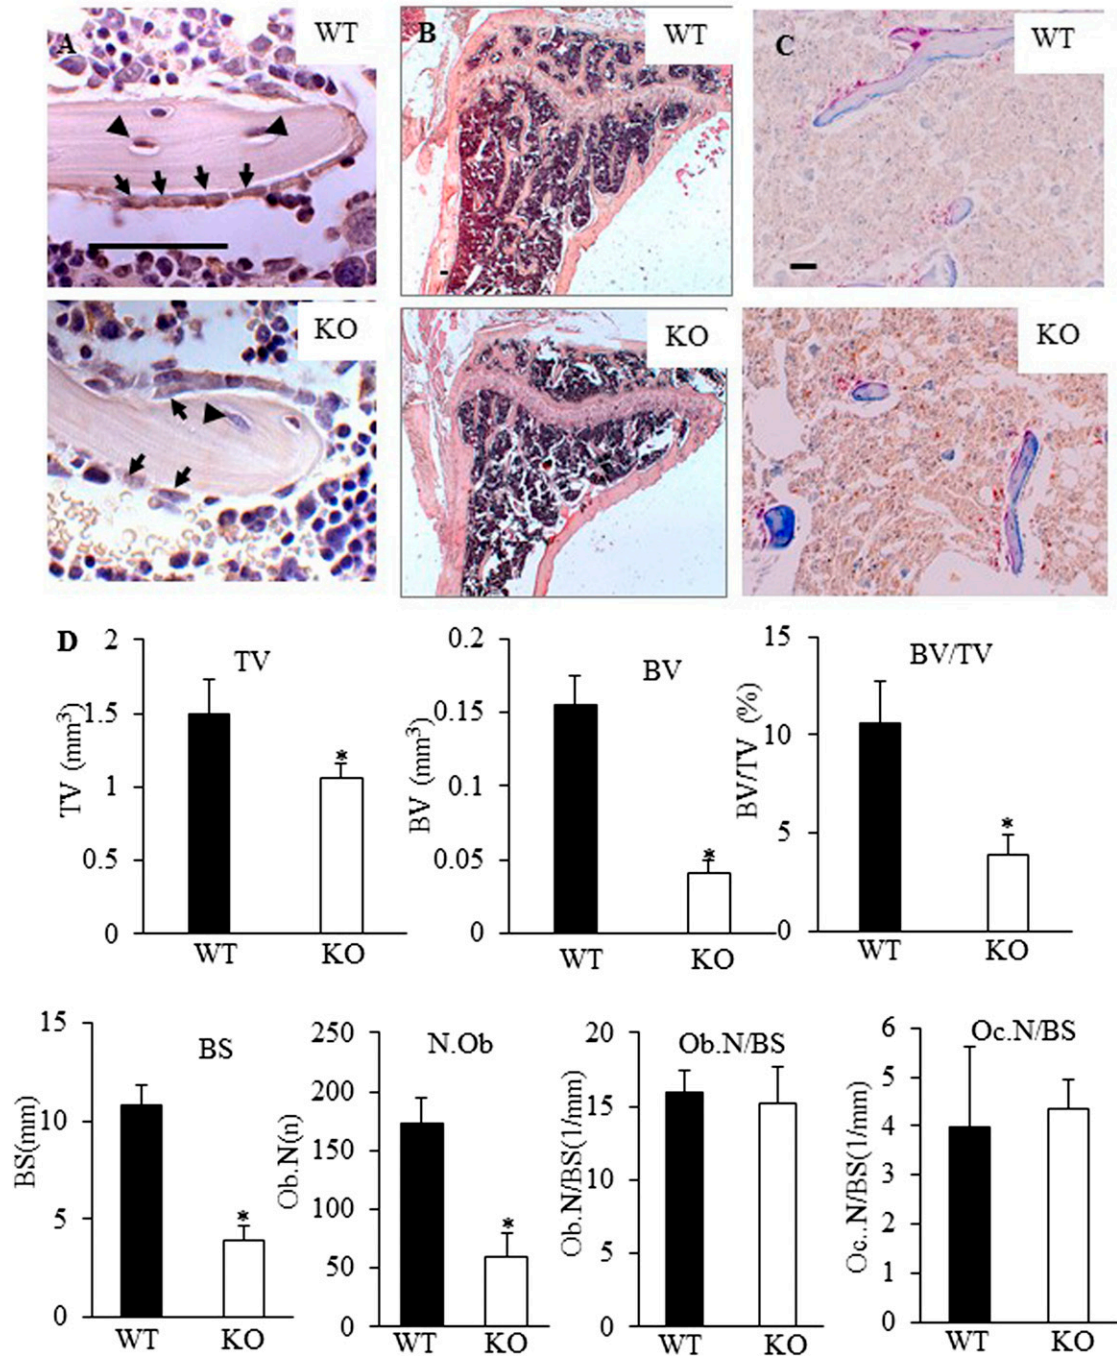 A WT
B WT
C WT
KO
KO
KO
D
TV
TV (mm³)
2
1.5
1
0.5
0
*
WT KO
BV
BV (mm³)
0.2
0.15
0.1
0.05
0
*
WT KO
BV/TV
BV/TV (%)
15
10
5
0
*
WT KO
BS
BS(mm)
15
10
5
0
*
WT KO
N.Ob
Ob.N(n)
250
200
150
100
50
0
*
WT KO
Ob.N/BS
Ob.N/BS(1/mm)
20
15
10
5
0
WT KO
Oc.N/BS
Oc..N/BS(1/mm)
6
5
4
3
2
1
0
WT KO